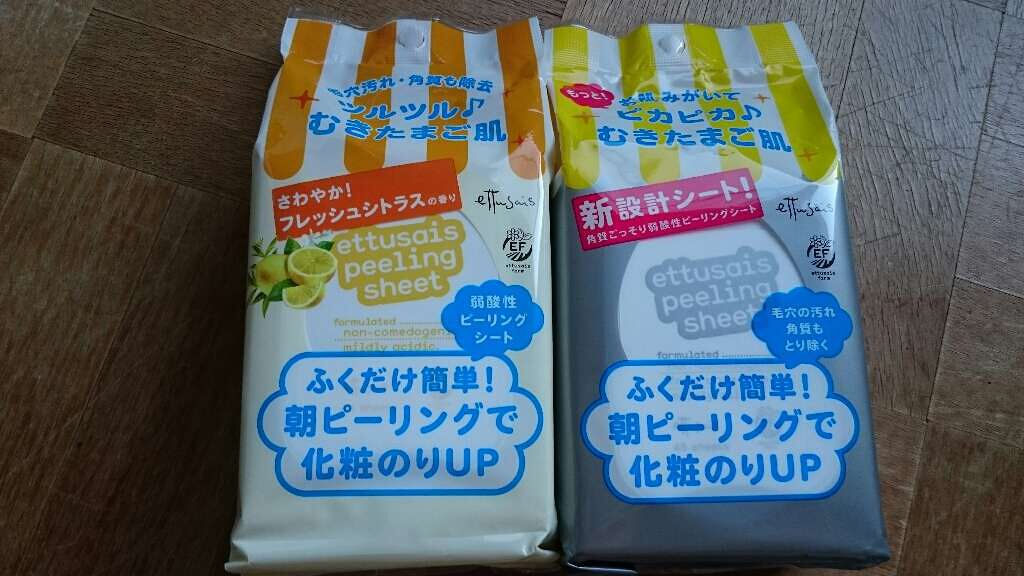 毛穴汚れ・角質も除去
ツルツル♪
むきたまご肌
さわやか!
フレッシュシトラスの香り
ettusais
EF
ettusais
farm
ettusais
peeling
sheet
formulated
non-comedogen
mildly acidic
弱酸性
ピーリング
シート
ふくだけ簡単!
朝ピーリングで
化粧のりUP
もっと!
お肌みがいて
ピカピカ♪
むきたまご肌
新設計シート!
角質ごっそり弱酸性ピーリングシート
ettusais
EF
ettusais
farm
ettusais
peeling
sheet
formulated
毛穴の汚れ
角質も
とり除く
ふくだけ簡単!
朝ピーリングで
化粧のりUP